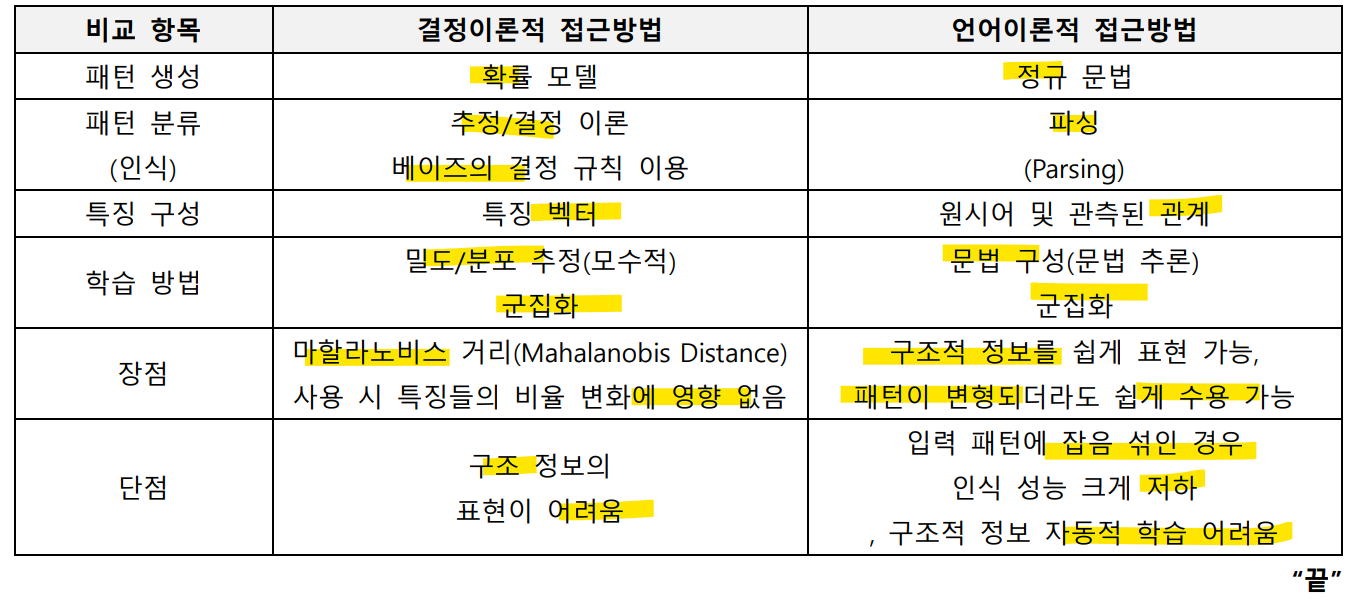 비교 항목 결정이론적 접근방법 언어이론적 접근방법
패턴 생성 확률 모델 정규 문법
패턴 분류
(인식)
추정/결정 이론
베이즈의 결정 규칙 이용
파싱
(Parsing)
특징 구성 특징 벡터 원시어 및 관측된 관계
학습 방법
밀도/분포 추정(모수적)
군집화
문법 구성(문법 추론)
군집화
장점
마할라노비스 거리(Mahalanobis Distance)
사용 시 특징들의 비율 변화에 영향 없음
구조적 정보를 쉽게 표현 가능,
패턴이 변형되더라도 쉽게 수용 가능
단점
구조 정보의
표현이 어려움
입력 패턴에 잡음 섞인 경우
인식 성능 크게 저하
, 구조적 정보 자동적 학습 어려움
“끝”